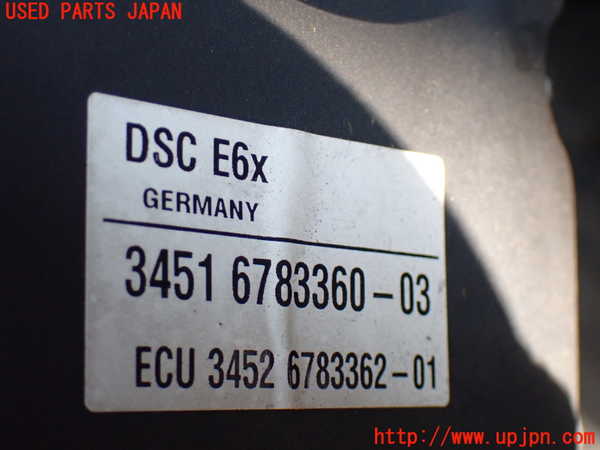 USED PARTS JAPAN
DSC E6x
GERMANY
3451 6783360-03
ECU 3452 6783362-01
http://www.upjpn.com/